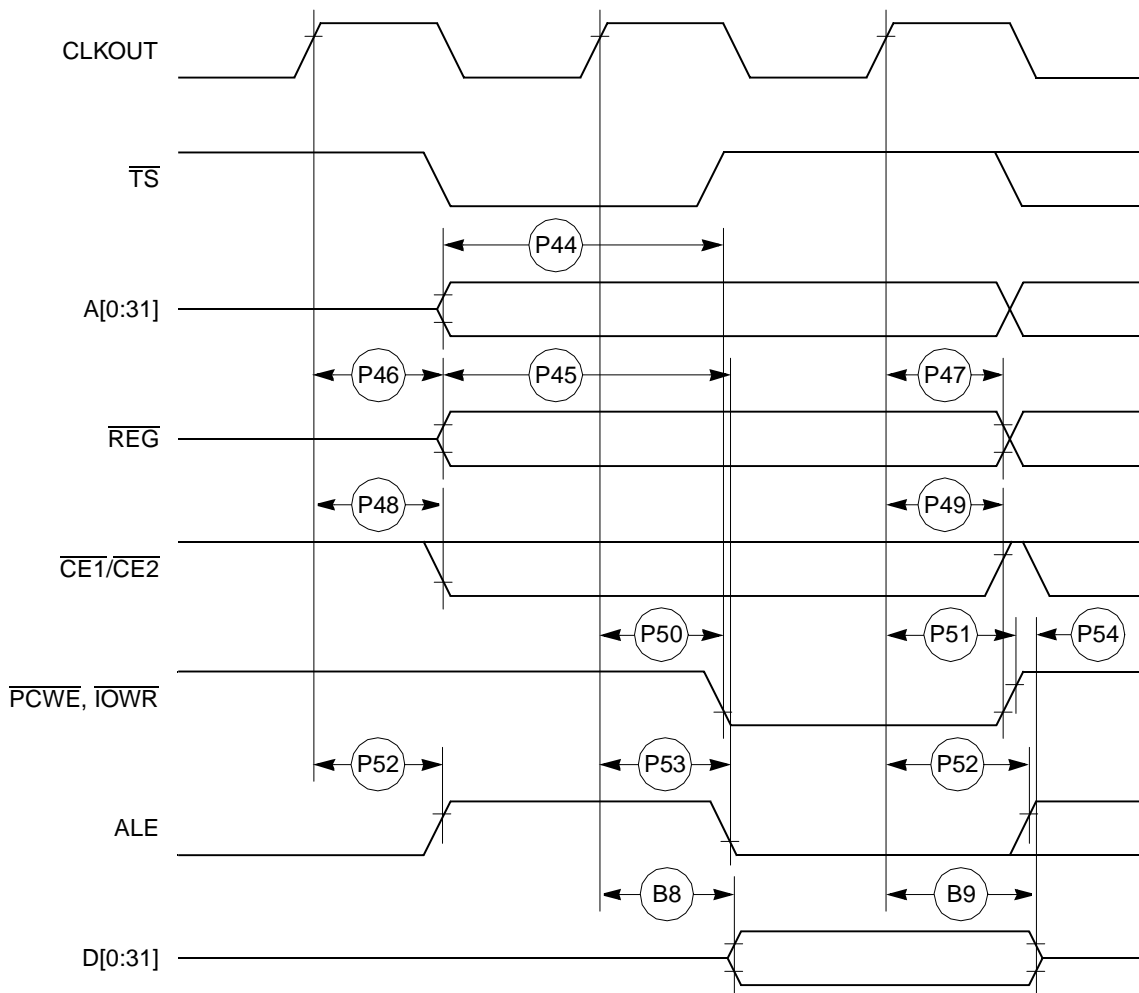 CLKOUT
TS
P44
A[0:31]
P46 P45 P47
REG
P48 P49
CE1/CE2
P50 P51 P54
PCWE, IOWR
P52 P53 P52
ALE
B8 B9
D[0:31]